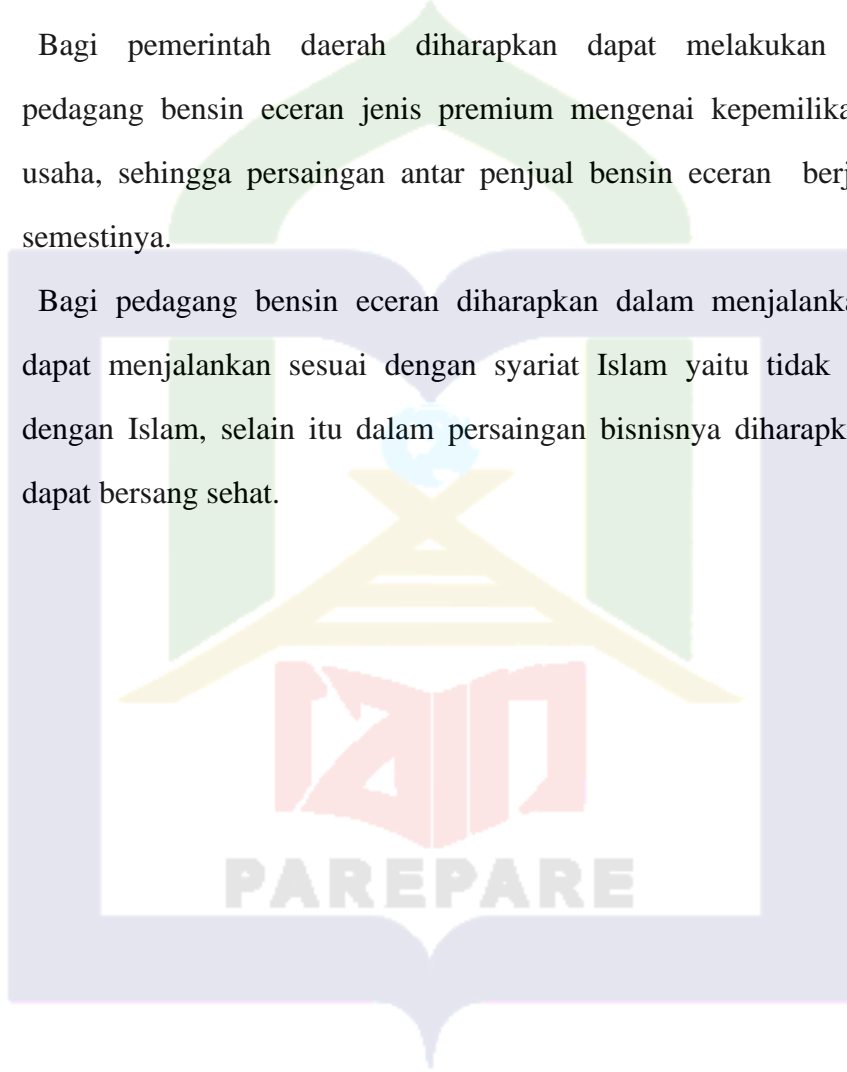 Bagi pemerintah daerah diharapkan dapat melakukan
pedagang bensin eceran jenis premium mengenai kepemilika
usaha, sehingga persaingan antar penjual bensin eceran berj
semestinya.
Bagi pedagang bensin eceran diharapkan dalam menjalanka
dapat menjalankan sesuai dengan syariat Islam yaitu tidak
dengan Islam, selain itu dalam persaingan bisnisnya diharapk
dapat bersang sehat.
iain
PAREPARE